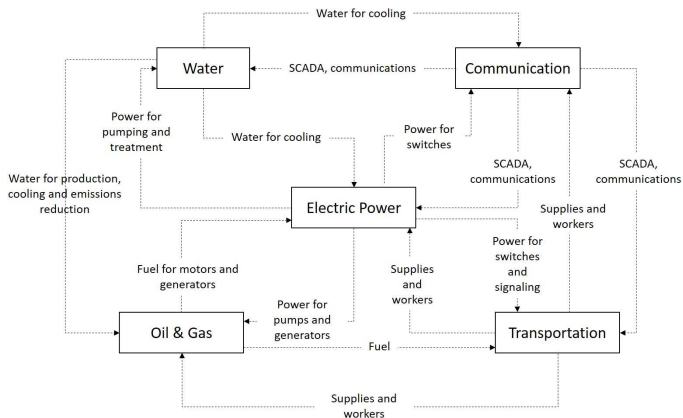 Water for cooling
Water
SCADA, communications
Communication
Power for
pumping and
treatment
Water for cooling
Power for
switches
SCADA,
communications
SCADA,
communications
Water for production,
cooling and emissions
reduction
Electric Power
Supplies and
workers
Fuel for motors and
generators
Supplies
and
workers
Power for
switches
and
signaling
Power for
pumps and
generators
Oil & Gas
Fuel
Transportation
Supplies and
workers